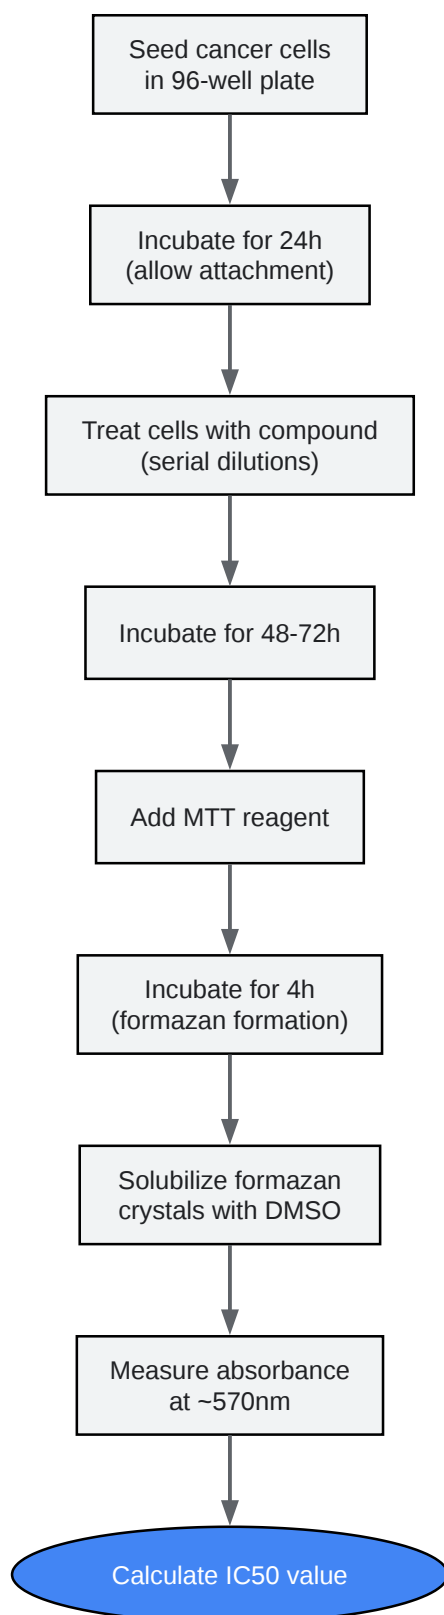 Seed cancer cells
in 96-well plate
Incubate for 24h
(allow attachment)
Treat cells with compound
(serial dilutions)
Incubate for 48-72h
Add MTT reagent
Incubate for 4h
(formazan formation)
Solubilize formazan
crystals with DMSO
Measure absorbance
at ~570nm
Calculate IC50 value